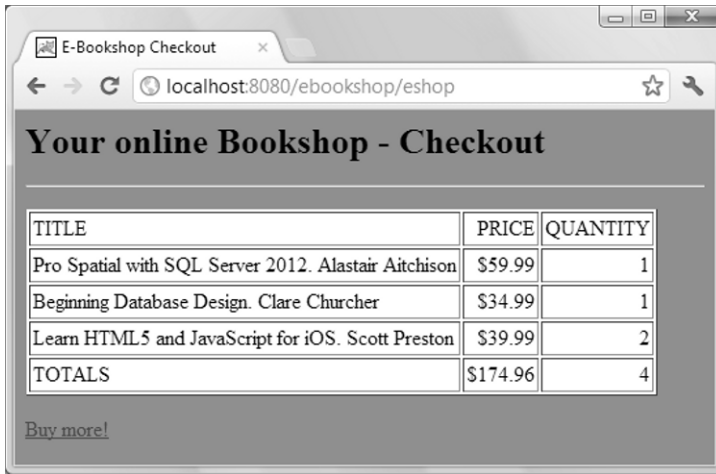 E-Bookshop Checkout
localhost:8080/ebookshop/eshop
Your online Bookshop - Checkout
TITLE PRICE QUANTITY
Pro Spatial with SQL Server 2012. Alastair Aitchison $59.99 1
Beginning Database Design. Clare Churcher $34.99 1
Learn HTML5 and JavaScript for iOS. Scott Preston $39.99 2
TOTALS $174.96 4
Buy more!